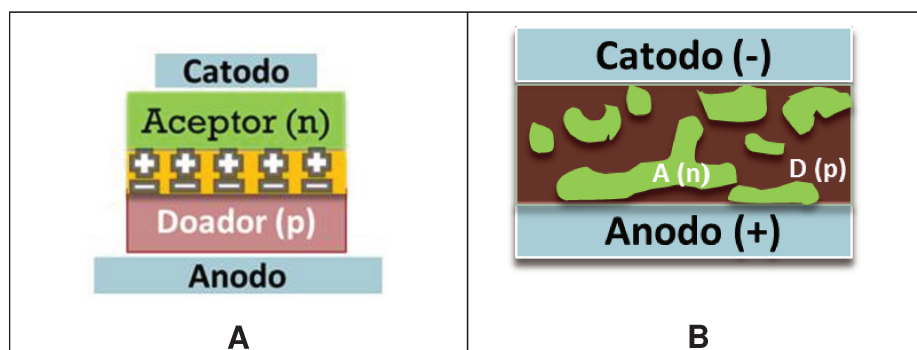 Catodo
Aceptor (n)
+ + + + +
− − − − −
Doador (p)
Anodo
A
Catodo (-)
A (n)
D (p)
Anodo (+)
B